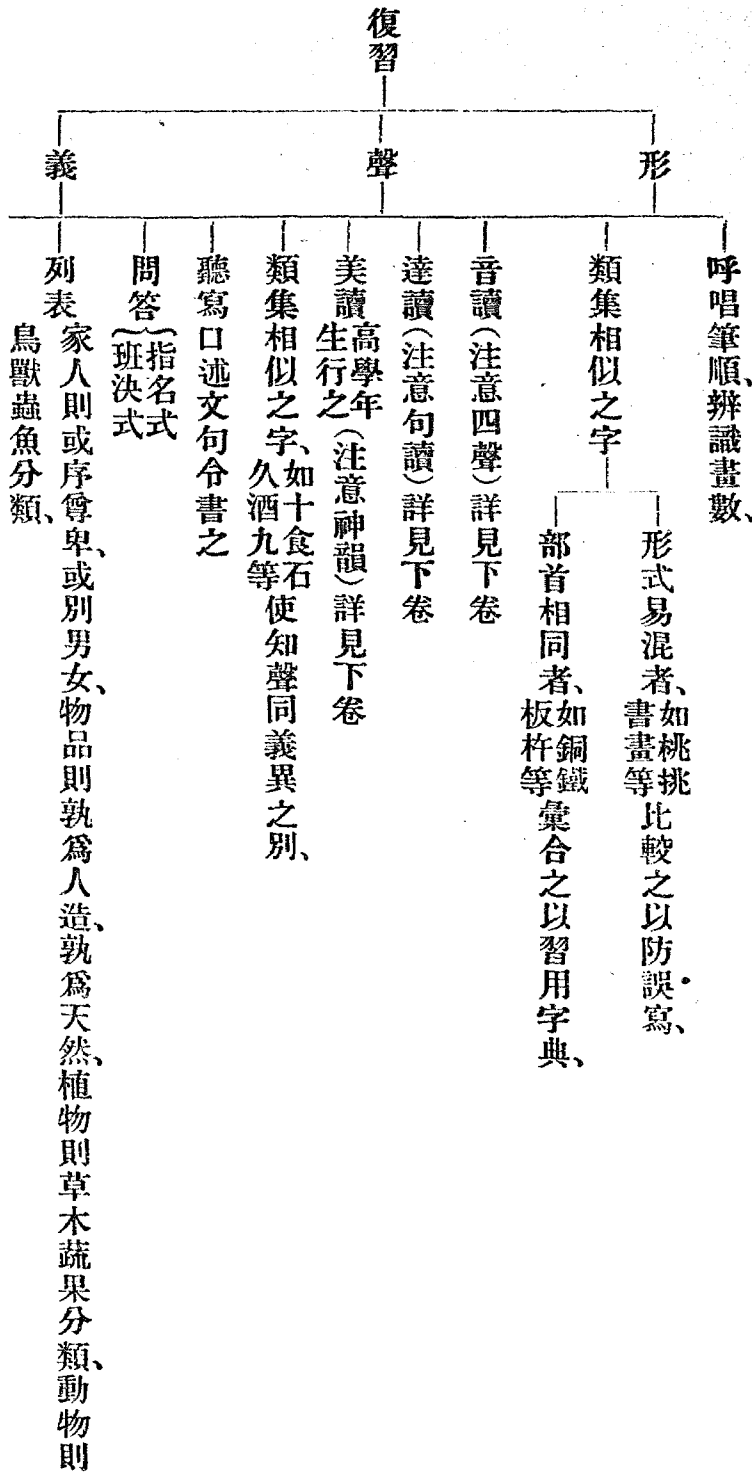 復習
形
聲
義
呼唱筆順、辨識畫數、
類集相似之字
形式易混者、如桃挑書畫等比較之以防誤寫、
部首相同者、如銅鐵板杵等彙合之以習用字典、
音讀(注意四聲)詳見下卷
達讀(注意句讀)詳見下卷
美讀高學年生行之(注意神韻)詳見下卷
類集相似之字、如十食石久酒九等使知聲同義異之別、
聽寫口述文句令書之
問答{指名式
班決式
列表
家人則或序尊卑、或別男女、物品則孰爲人造、孰爲天然、植物則草木蔬果分類、動物則
鳥獸蟲魚分類、